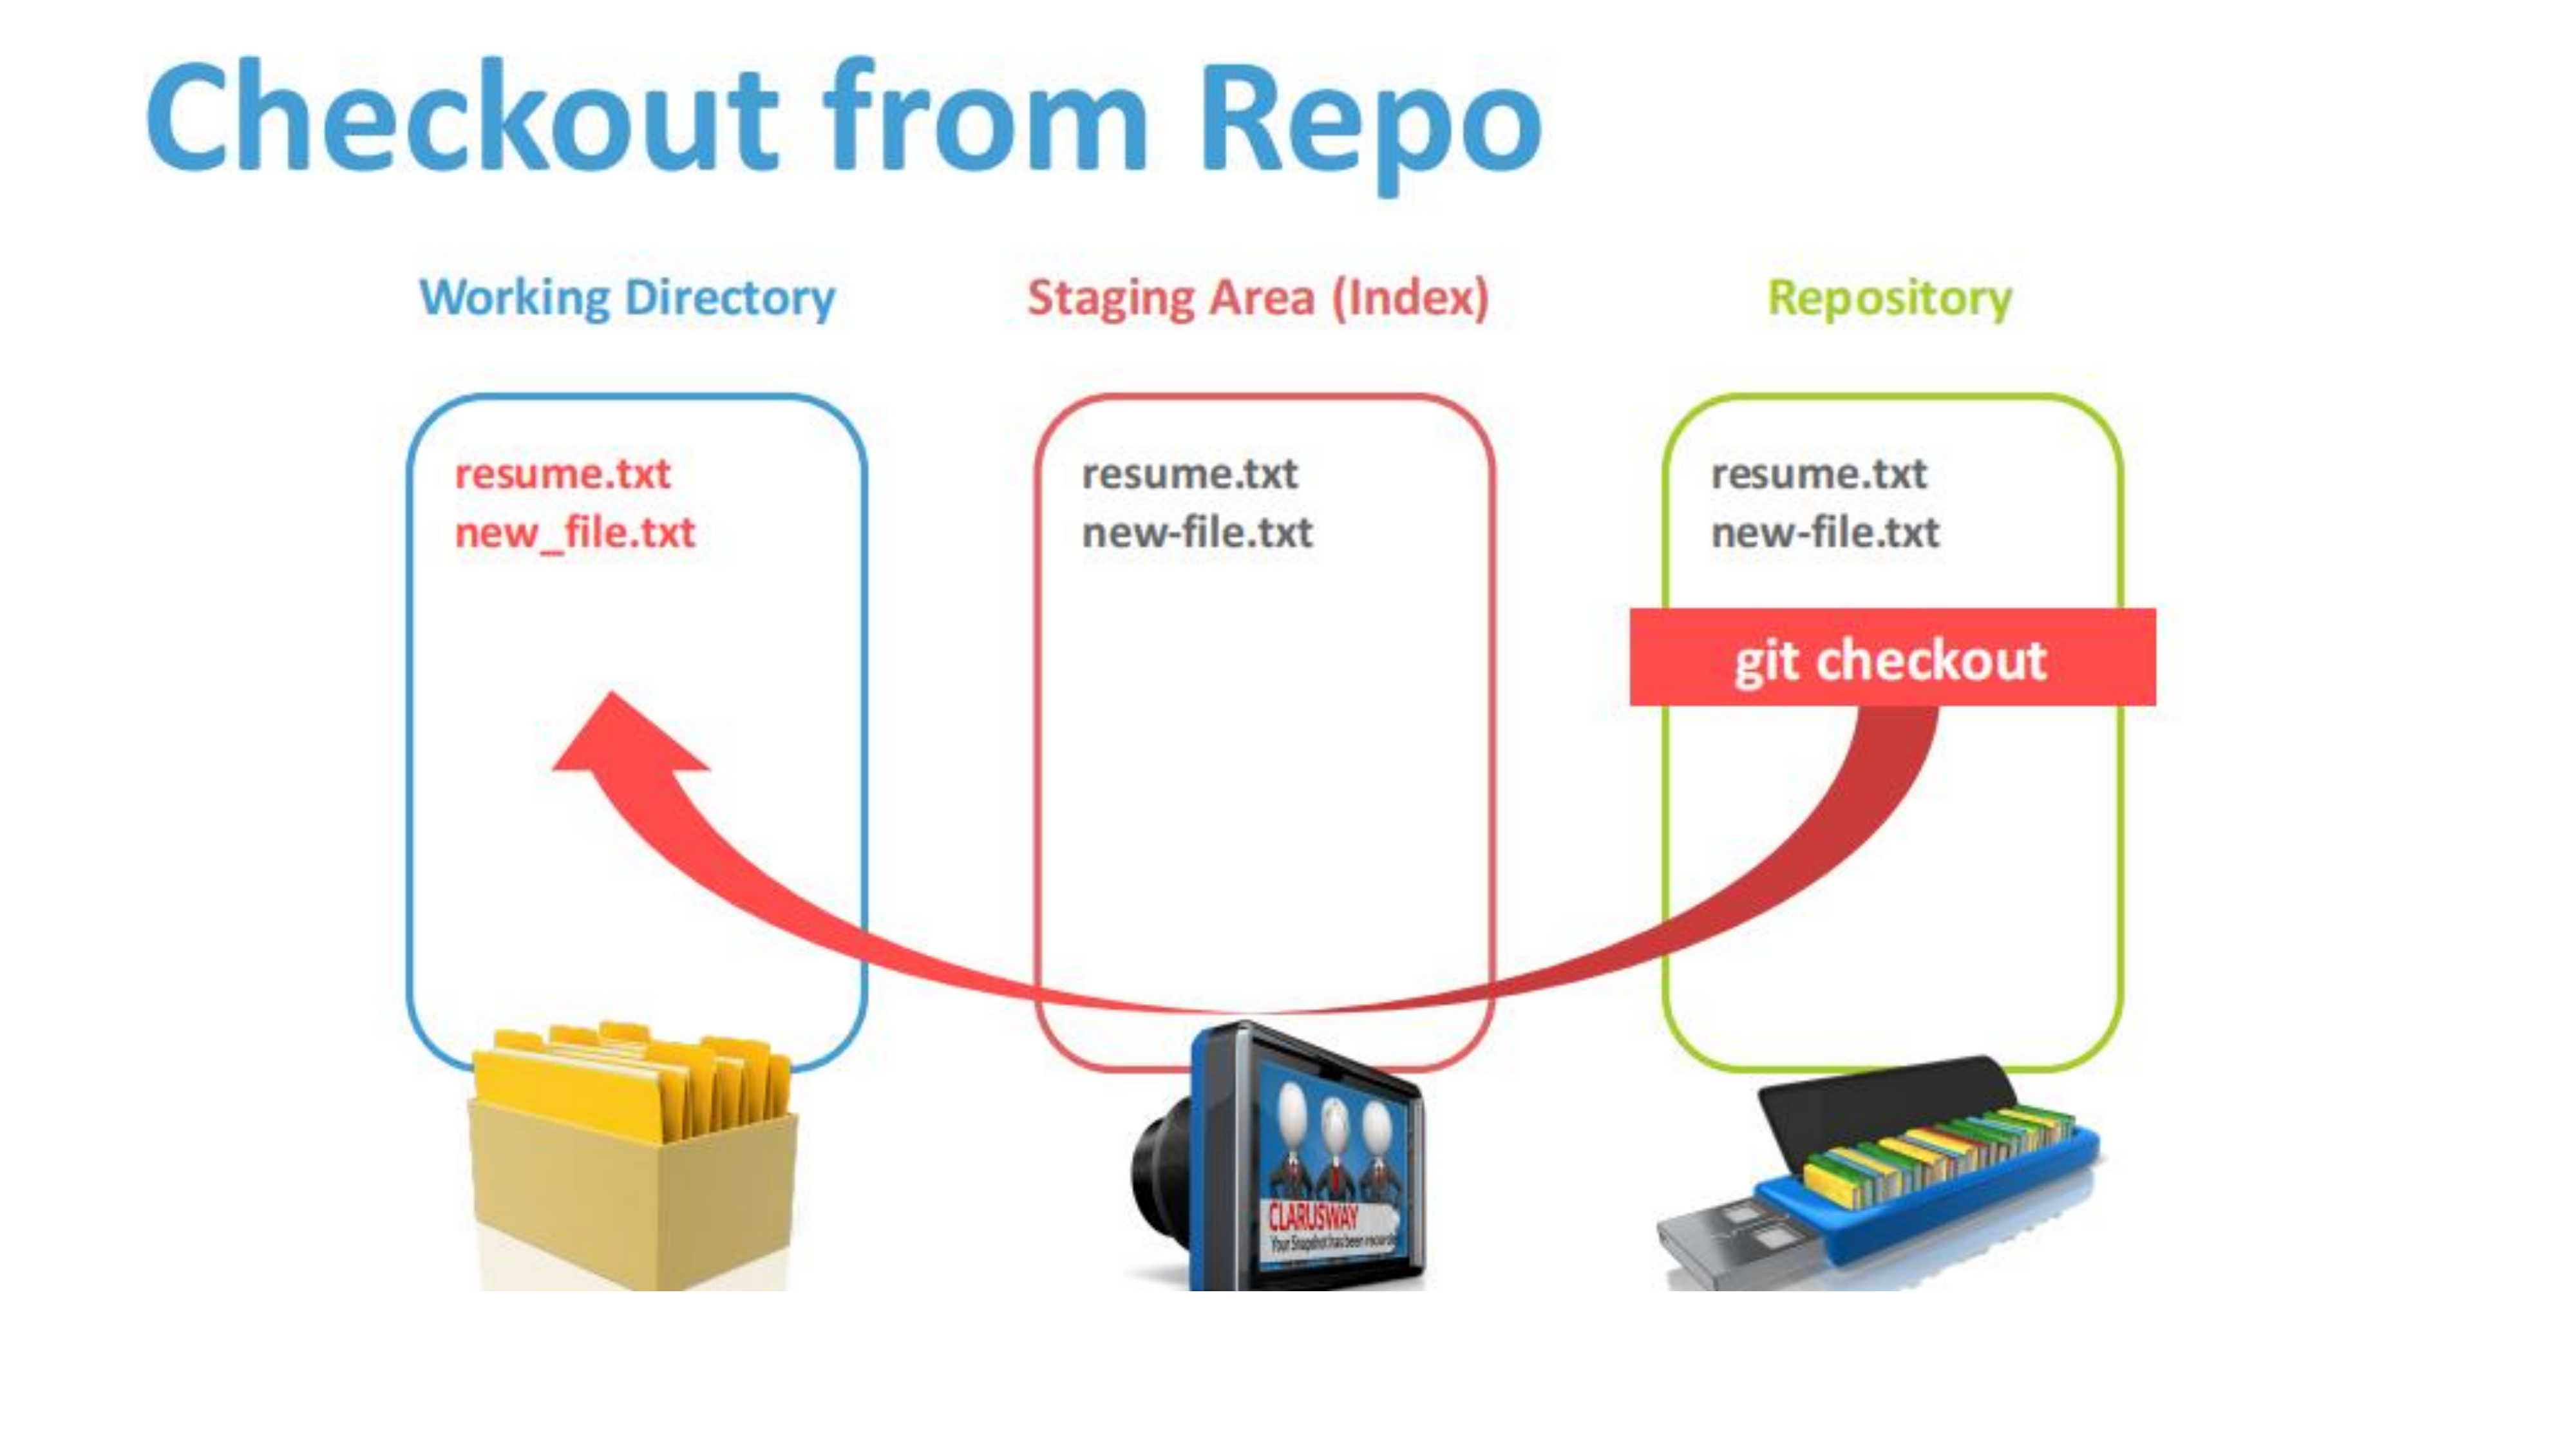 Checkout from Repo
Working Directory
Staging Area (Index)
Repository
resume.txt
new_file.txt
resume.txt
new-file.txt
resume.txt
new-file.txt
git checkout
CLARUSWAY
Your Snapshot has been recorded